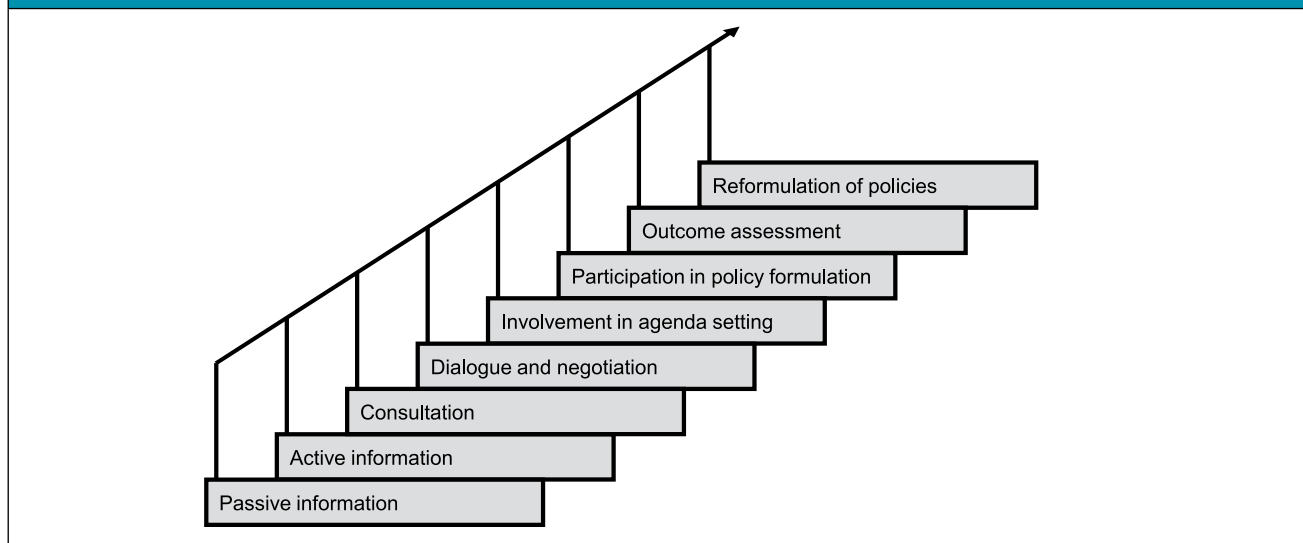 Reformulation of policies
Outcome assessment
Participation in policy formulation
Involvement in agenda setting
Dialogue and negotiation
Consultation
Active information
Passive information